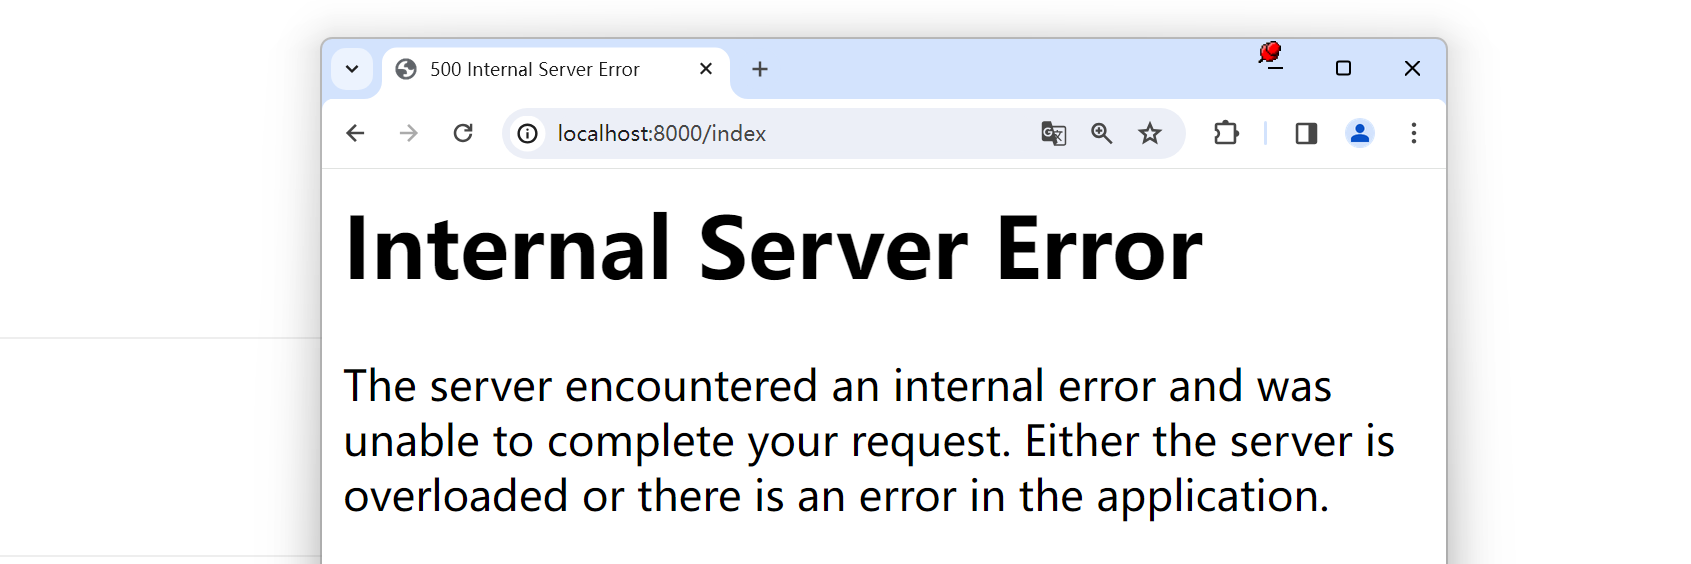 500 Internal Server Error
localhost:8000/index
Internal Server Error
The server encountered an internal error and was
unable to complete your request. Either the server is
overloaded or there is an error in the application.